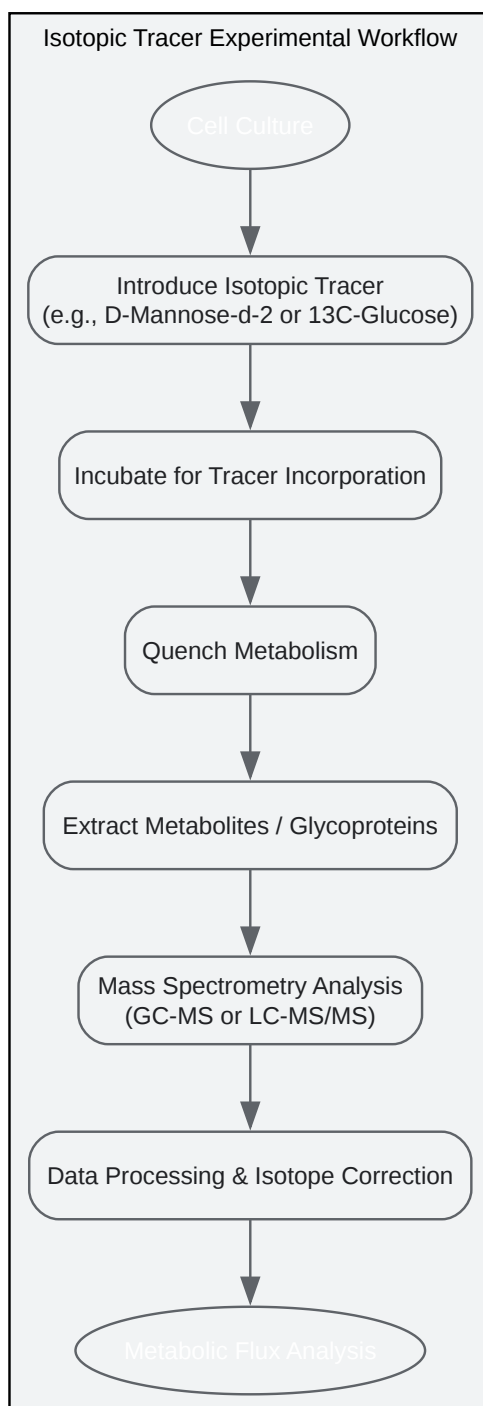 Isotopic Tracer Experimental Workflow
Cell Culture
Introduce Isotopic Tracer
(e.g., D-Mannose-d-2 or 13C-Glucose)
Incubate for Tracer Incorporation
Quench Metabolism
Extract Metabolites / Glycoproteins
Mass Spectrometry Analysis
(GC-MS or LC-MS/MS)
Data Processing & Isotope Correction
Metabolic Flux Analysis